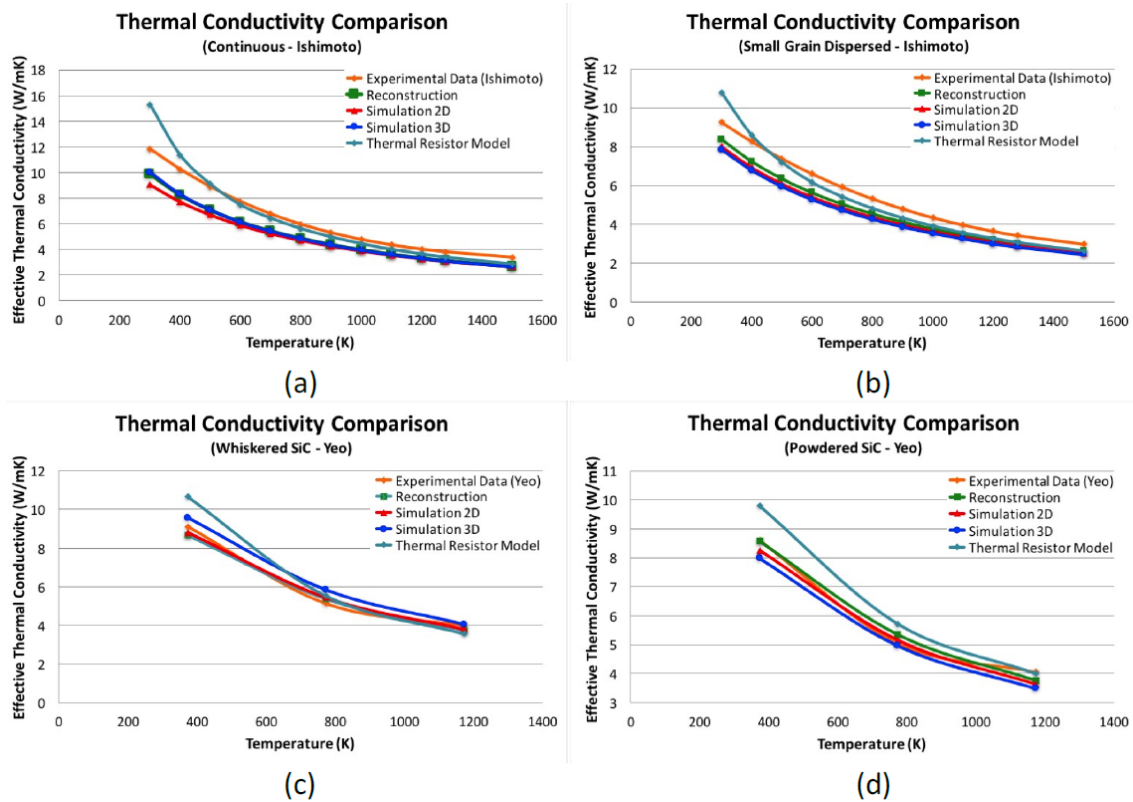 Thermal Conductivity Comparison
(Continuous - Ishimoto)
Effective Thermal Conductivity (W/mK)
18
16
14
12
10
8
6
4
2
0
Experimental Data (Ishimoto)
Reconstruction
Simulation 2D
Simulation 3D
Thermal Resistor Model
0 200 400 600 800 1000 1200 1400 1600
Temperature (K)
(a)
Thermal Conductivity Comparison
(Small Grain Dispersed - Ishimoto)
Effective Thermal Conductivity (W/mK)
12
10
8
6
4
2
0
Experimental Data (Ishimoto)
Reconstruction
Simulation 2D
Simulation 3D
Thermal Resistor Model
0 200 400 600 800 1000 1200 1400 1600
Temperature (K)
(b)
Thermal Conductivity Comparison
(Whiskered SiC - Yeo)
Effective Thermal Conductivity (W/mK)
12
10
8
6
4
2
0
Experimental Data (Yeo)
Reconstruction
Simulation 2D
Simulation 3D
Thermal Resistor Model
0 200 400 600 800 1000 1200 1400
Temperature (K)
(c)
Thermal Conductivity Comparison
(Powdered SiC - Yeo)
Effective Thermal Conductivity (W/mK)
11
10
9
8
7
6
5
4
3
Experimental Data (Yeo)
Reconstruction
Simulation 2D
Simulation 3D
Thermal Resistor Model
0 200 400 600 800 1000 1200 1400
Temperature (K)
(d)